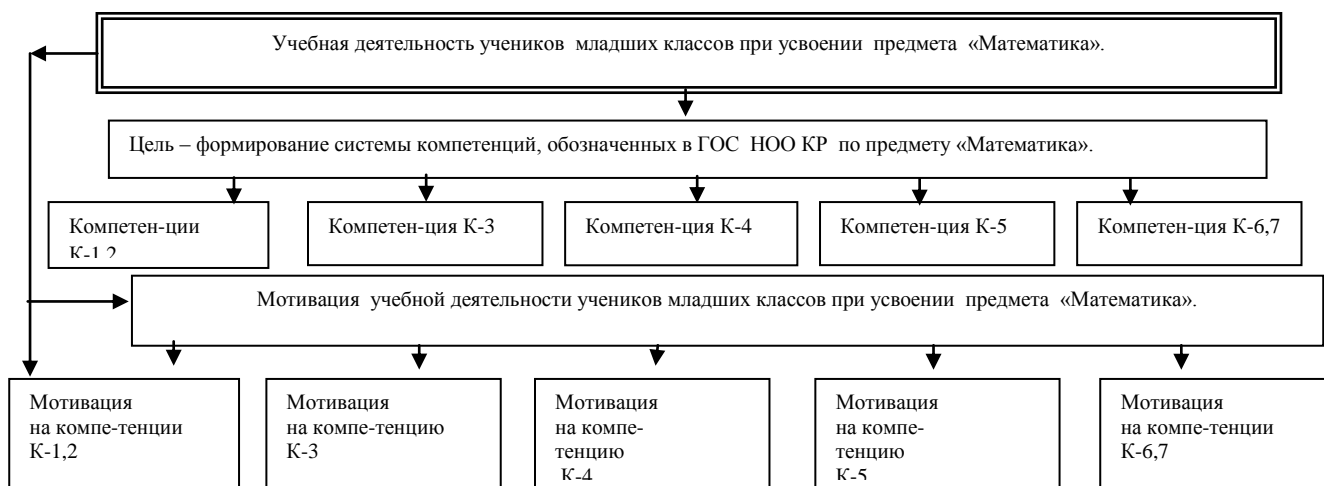 Учебная деятельность учеников младших классов при усвоении предмета «Математика».
Цель – формирование системы компетенций, обозначенных в ГОС НОО КР по предмету «Математика».
Компетен-ции
К-1,2
Компетен-ция К-3
Компетен-ция К-4
Компетен-ция К-5
Компетен-ция К-6,7
Мотивация учебной деятельности учеников младших классов при усвоении предмета «Математика».
Мотивация
на компе-тенции
К-1,2
Мотивация
на компе-тенцию
К-3
Мотивация
на компе-
тенцию
К-4
Мотивация
на компе-
тенцию
К-5
Мотивация
на компе-тенции
К-6,7